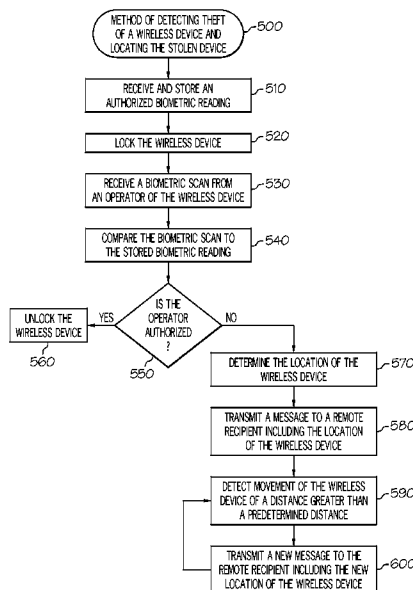 METHOD OF DETECTING THEFT
OF A WIRELESS DEVICE AND
LOCATING THE STOLEN DEVICE
500
RECEIVE AND STORE AN
AUTHORIZED BIOMETRIC READING
510
LOCK THE WIRELESS DEVICE
520
RECEIVE A BIOMETRIC SCAN FROM
AN OPERATOR OF THE WIRELESS DEVICE
530
COMPARE THE BIOMETRIC SCAN TO
THE STORED BIOMETRIC READING
540
IS THE
OPERATOR
AUTHORIZED
?
550
YES
NO
UNLOCK THE
WIRELESS DEVICE
560
DETERMINE THE LOCATION OF THE
WIRELESS DEVICE
570
TRANSMIT A MESSAGE TO A REMOTE
RECIPIENT INCLUDING THE LOCATION
OF THE WIRELESS DEVICE
580
DETECT MOVEMENT OF THE WIRELESS
DEVICE OF A DISTANCE GREATER THAN
A PREDETERMINED DISTANCE
590
TRANSMIT A NEW MESSAGE TO THE
REMOTE RECIPIENT INCLUDING THE NEW
LOCATION OF THE WIRELESS DEVICE
600